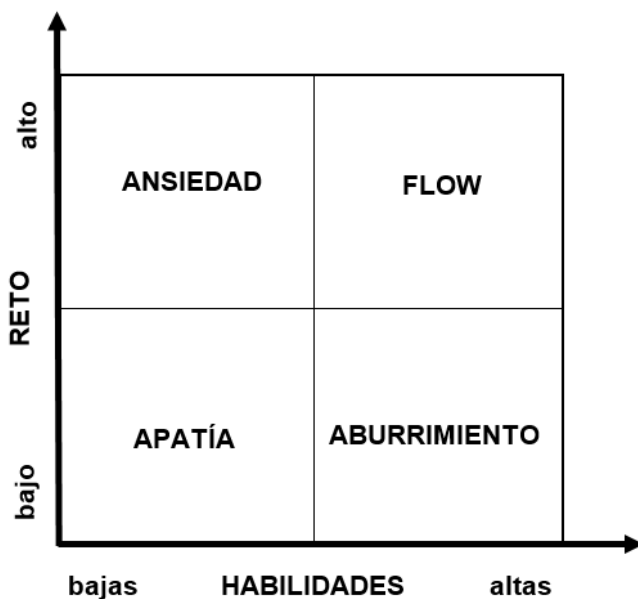 alto
ANSIEDAD
FLOW
RETO
APATÍA
ABURRIMIENTO
bajo
bajas
HABILIDADES
altas